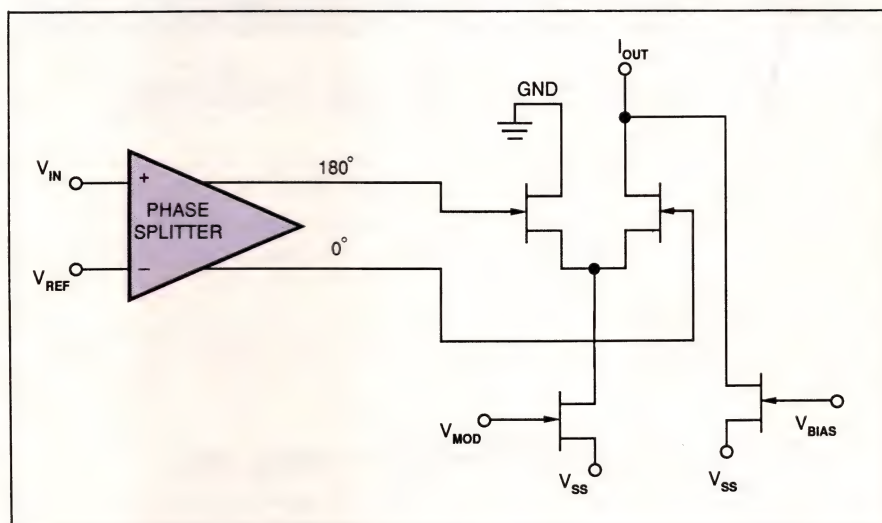 I_OUT
GND
180°
V_IN
+
PHASE
SPLITTER
0°
V_REF
−
V_MOD
V_BIAS
V_SS
V_SS